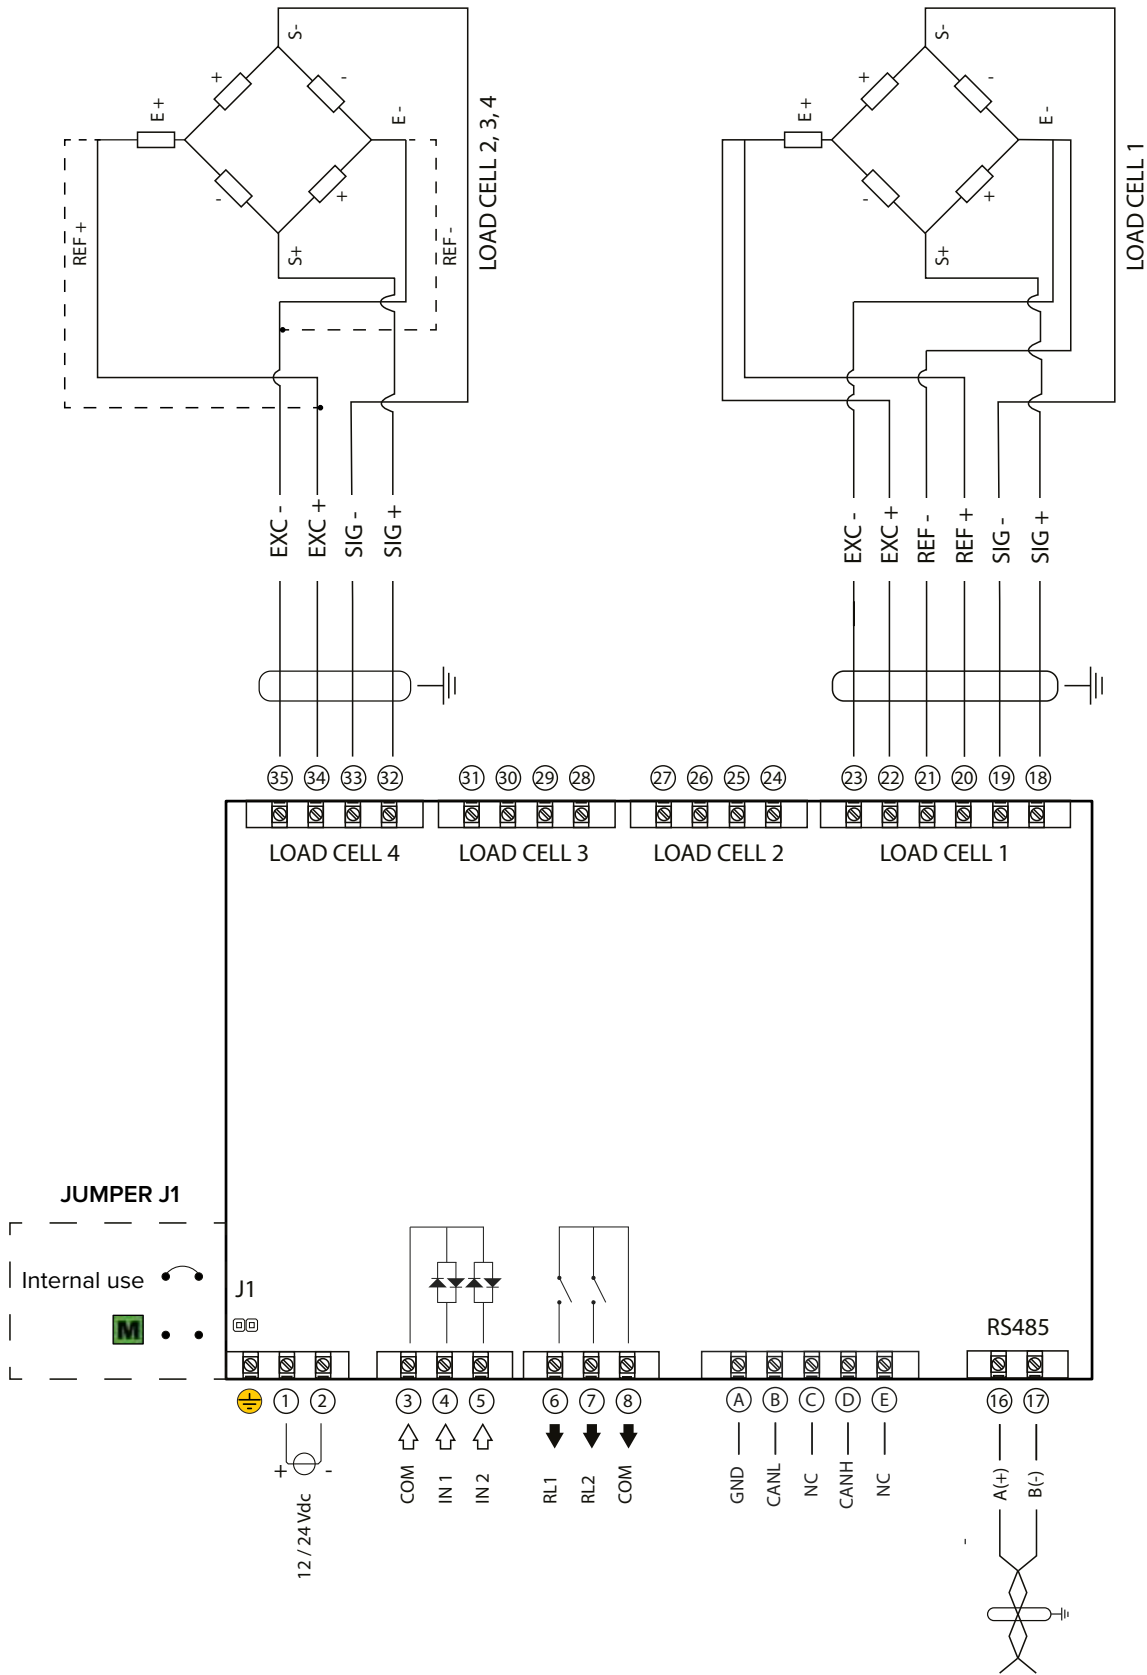 S-
+
-
E+
E -
-
+
S+
REF +
REF -
LOAD CELL 2, 3, 4
S-
+
-
E+
E -
-
+
S+
LOAD CELL 1
EXC -
EXC +
SIG -
SIG +
EXC -
EXC +
REF -
REF +
SIG -
SIG +
35 34 33 32 31 30 29 28 27 26 25 24 23 22 21 20 19 18
LOAD CELL 4 LOAD CELL 3 LOAD CELL 2 LOAD CELL 1
JUMPER J1
Internal use
M
J1
RS485
1 2 3 4 5 6 7 8 A B C D E 16 17
+ -
12 / 24 Vdc
COM
IN 1
IN 2
RL1
RL2
COM
GND
CANL
NC
CANH
NC
A(+)
B(-)
-